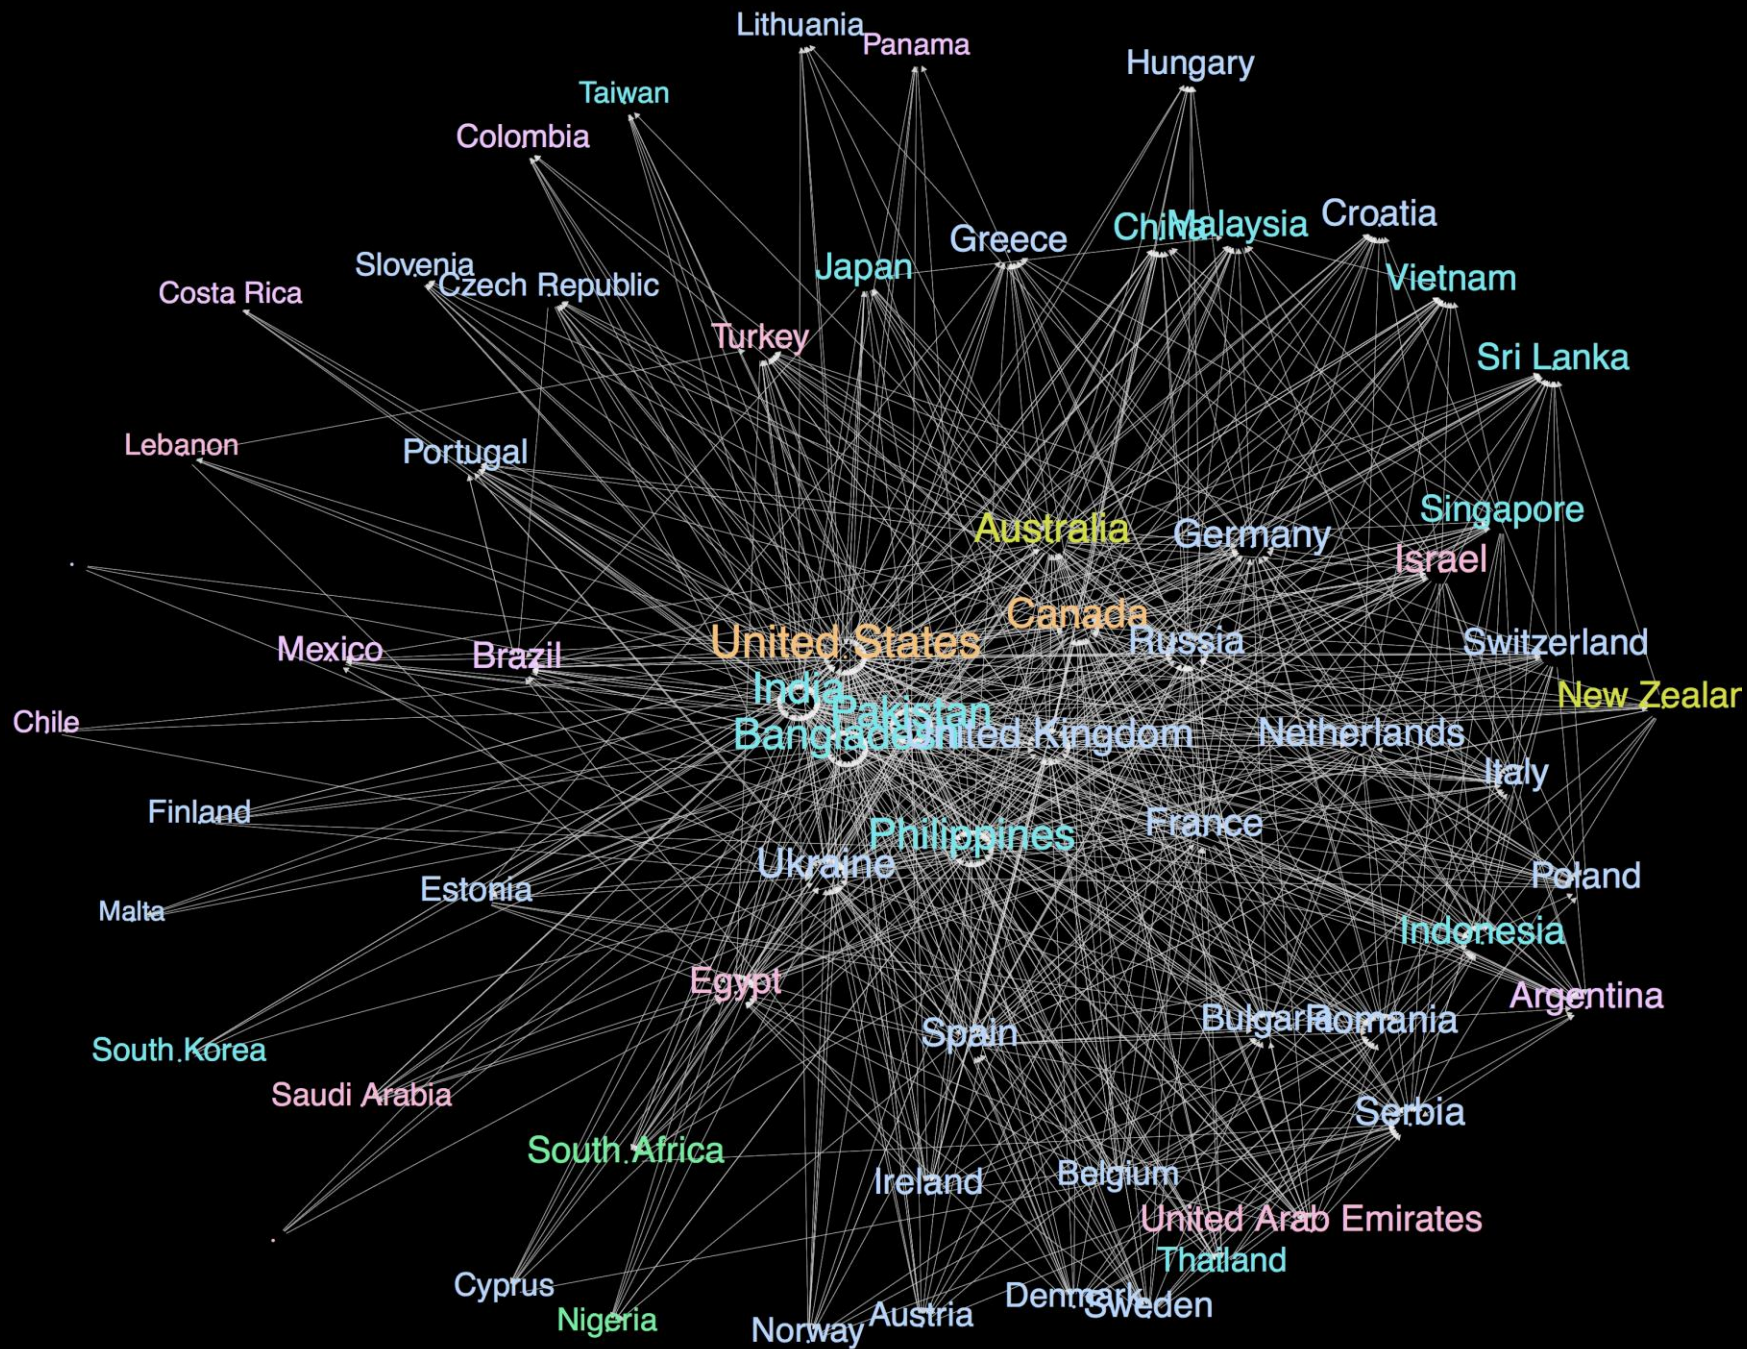 Lithuania
Panama
Hungary
Taiwan
Colombia
Croatia
China
Malaysia
Greece
Slovenia
Japan
Vietnam
Czech Republic
Costa Rica
Turkey
Sri Lanka
Lebanon
Portugal
Singapore
Australia
Germany
Israel
Canada
United States
Russia
Switzerland
Mexico
Brazil
India
New Zealar
Pakistan
Chile
Bangladesh
United Kingdom
Netherlands
Italy
Finland
France
Philippines
Ukraine
Poland
Estonia
Malta
Indonesia
Egypt
Argentina
Bulgaria
Romania
Spain
South Korea
Saudi Arabia
Serbia
South Africa
Belgium
Ireland
United Arab Emirates
Thailand
Cyprus
Denmark
Sweden
Austria
Nigeria
Norway